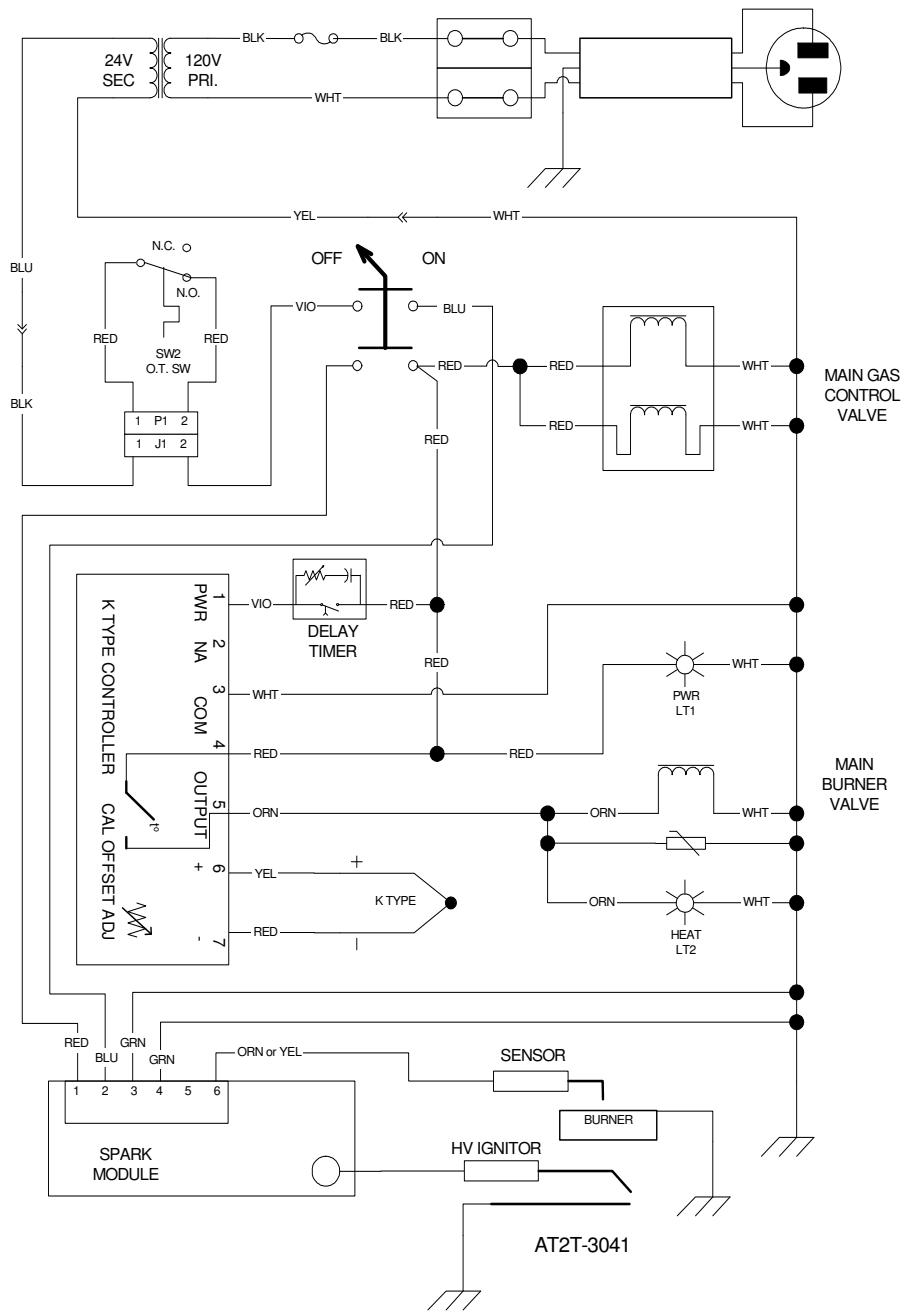 BLK
BLK
24V
SEC
120V
PRI.
WHT
YEL
WHT
N.C.
OFF
ON
BLU
N.O.
VIO
BLU
RED
RED
SW2
O.T. SW
RED
RED
WHT
MAIN GAS
CONTROL
VALVE
BLK
1 P1 2
1 J1 2
RED
RED
WHT
K TYPE CONTROLLER
CAL OFFSET ADJ
PWR
NA
COM
OUTPUT
+
-
1
2
3
4
5
6
7
VIO
RED
DELAY
TIMER
RED
WHT
WHT
PWR
LT1
RED
RED
t°
MAIN
BURNER
VALVE
ORN
ORN
WHT
YEL
+
K TYPE
RED
–
ORN
WHT
HEAT
LT2
RED
BLU
GRN
GRN
ORN or YEL
SENSOR
1 2 3 4 5 6
BURNER
SPARK
MODULE
HV IGNITOR
AT2T-3041